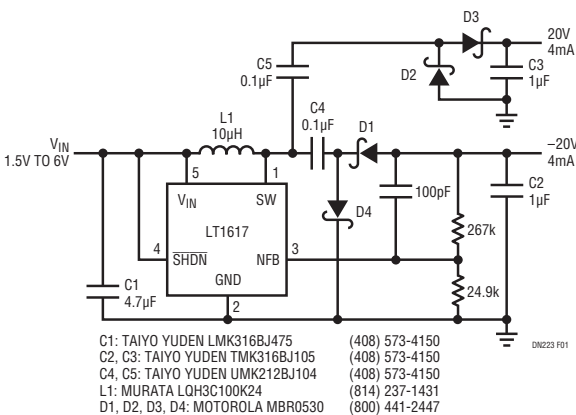 D3
20V
4mA
C5
0.1µF
D2
C3
1µF
L1
10µH
C4
0.1µF
D1
VIN
1.5V TO 6V
–20V
4mA
5
1
VIN
SW
100pF
C2
1µF
D4
LT1617
267k
4
SHDN
NFB
3
C1
4.7µF
GND
24.9k
2
DN223 F01
C1: TAIYO YUDEN LMK316BJ475 (408) 573-4150
C2, C3: TAIYO YUDEN TMK316BJ105 (408) 573-4150
C4, C5: TAIYO YUDEN UMK212BJ104 (408) 573-4150
L1: MURATA LQH3C100K24 (814) 237-1431
D1, D2, D3, D4: MOTOROLA MBR0530 (800) 441-2447